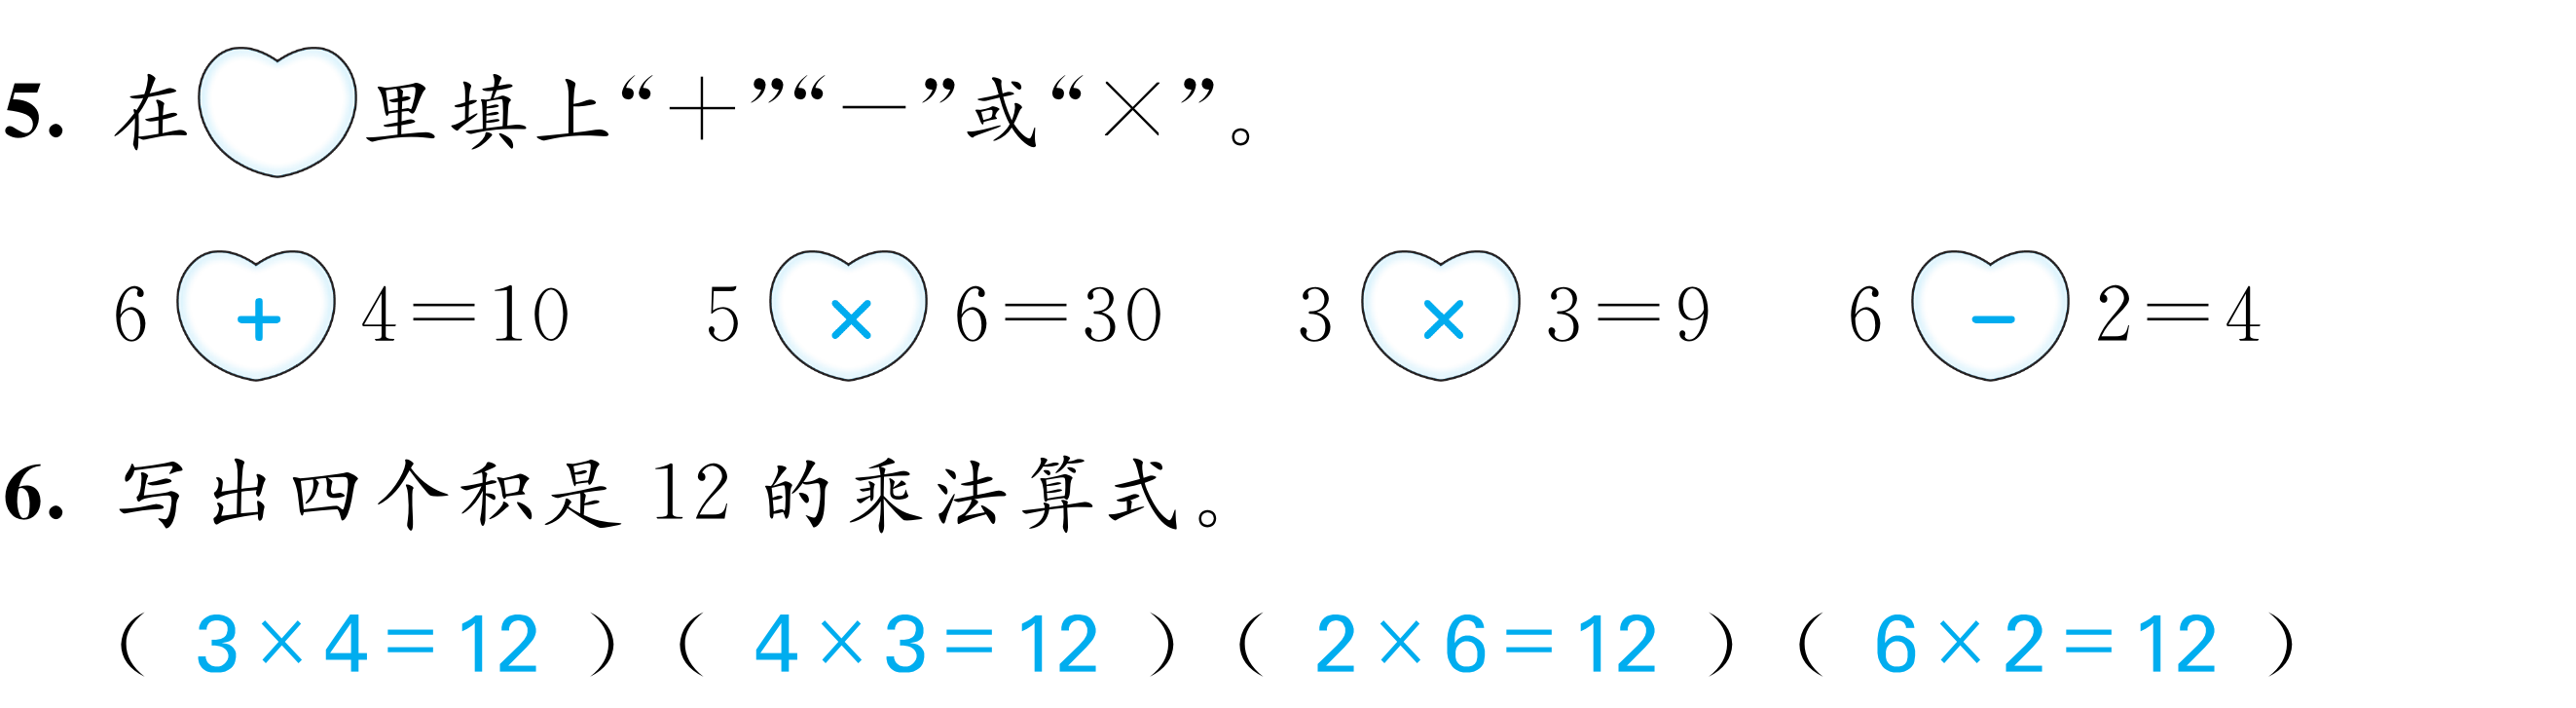 5. 在里填上“＋”“－”或“×”。
6 + 4＝10 5 × 6＝30 3 × 3＝9 6 － 2＝4
6. 写出四个积是 12 的乘法算式。
（ 3×4＝12 ）（ 4×3＝12 ）（ 2×6＝12 ）（ 6×2＝12 ）